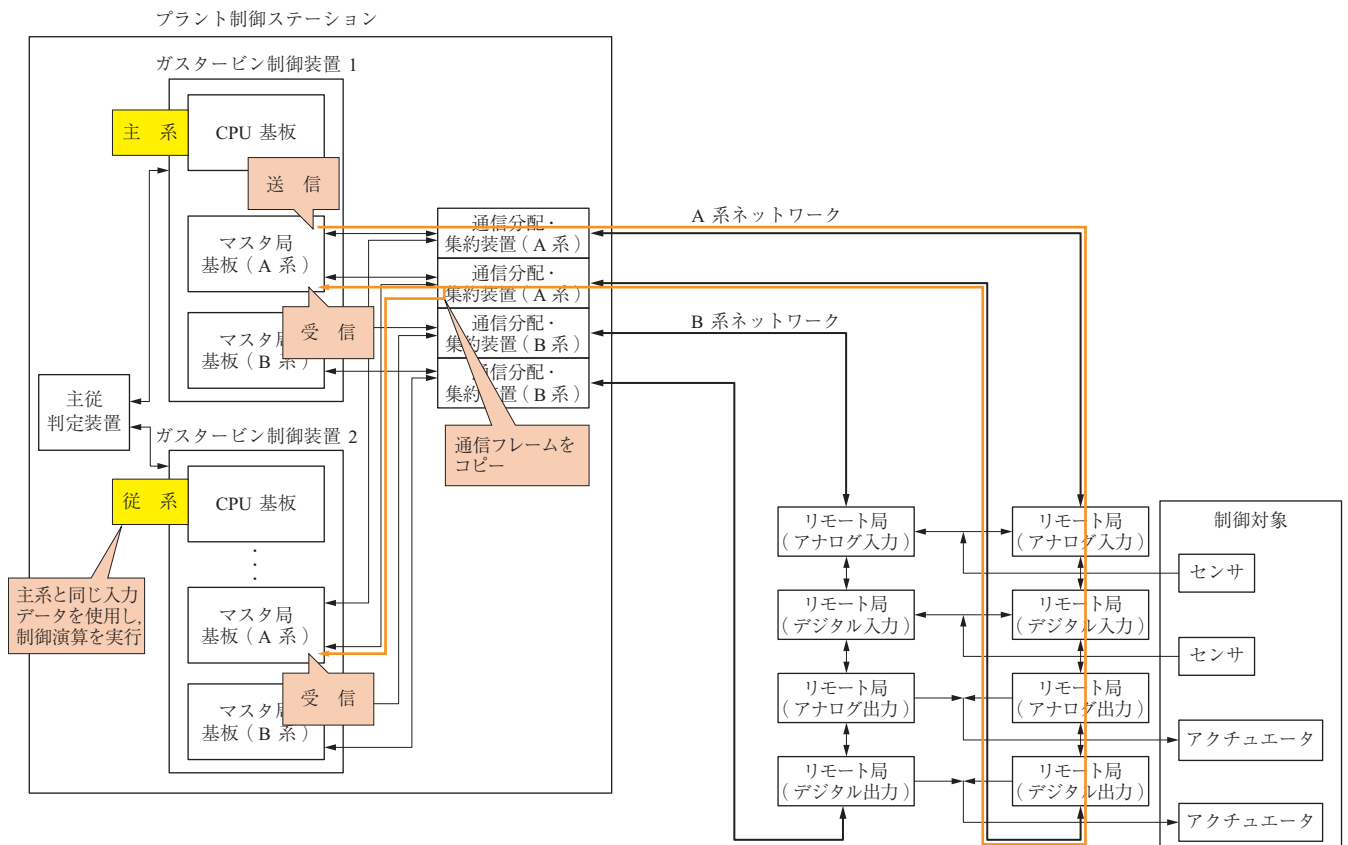 プラント制御ステーション
ガスタービン制御装置 1
主 系
CPU 基板
送 信
マスタ局
基板( A 系 )
受 信
マスタ局
基板( B 系 )
通信分配・
集約装置( A 系 )
通信分配・
集約装置( A 系 )
通信分配・
集約装置( B 系 )
通信分配・
集約装置( B 系 )
A 系ネットワーク
B 系ネットワーク
通信フレームを
コピー
主従
判定装置
ガスタービン制御装置 2
従 系
CPU 基板
主系と同じ入力
データを使用し,
制御演算を実行
マスタ局
基板( A 系 )
受 信
マスタ局
基板( B 系 )
リモート局
( アナログ入力 )
リモート局
( デジタル入力 )
リモート局
( アナログ出力 )
リモート局
( デジタル出力 )
リモート局
( アナログ入力 )
リモート局
( デジタル入力 )
リモート局
( アナログ出力 )
リモート局
( デジタル出力 )
制御対象
センサ
センサ
アクチュエータ
アクチュエータ